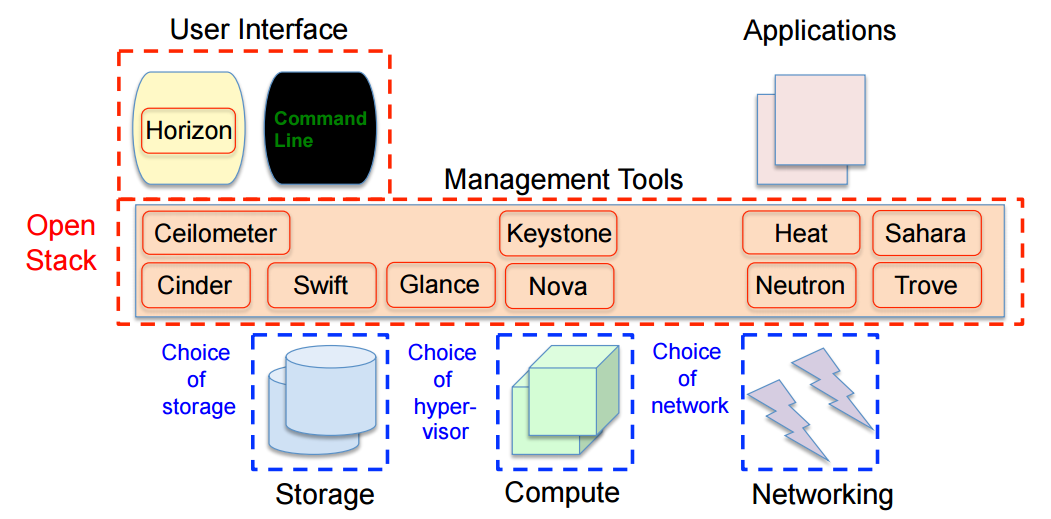 User Interface
Applications
Horizon
Command
Line
Management Tools
Open
Stack
Ceilometer
Keystone
Heat
Sahara
Cinder
Swift
Glance
Nova
Neutron
Trove
Choice
of
storage
Choice
of
hyper-
visor
Choice
of
network
Storage
Compute
Networking